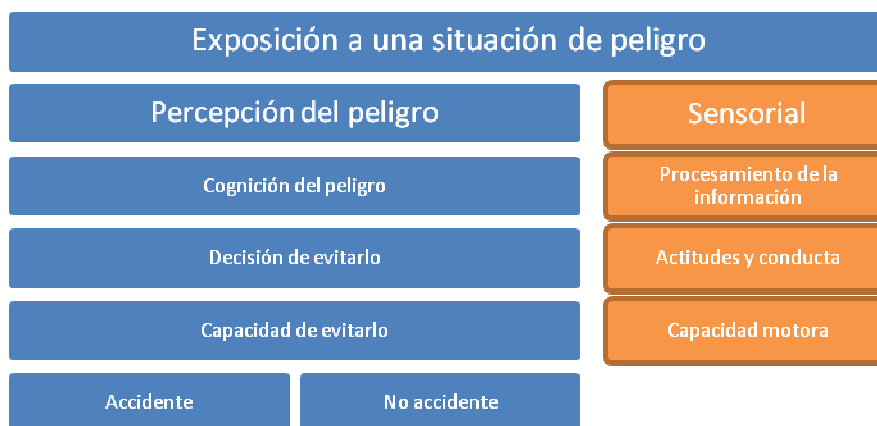 Exposición a una situación de peligro
Percepción del peligro
Sensorial
Cognición del peligro
Procesamiento de la
información
Decisión de evitarlo
Actitudes y conducta
Capacidad de evitarlo
Capacidad motora
Accidente
No accidente